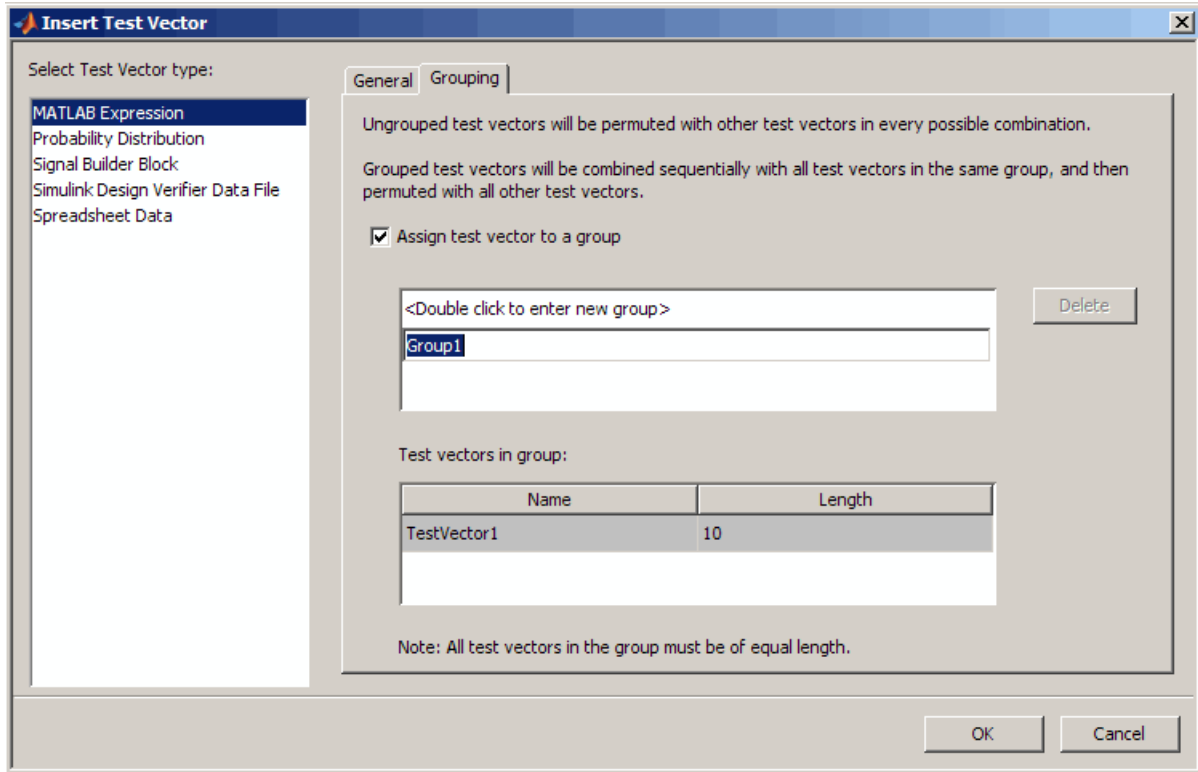 Insert Test Vector
Select Test Vector type:
MATLAB Expression
Probability Distribution
Signal Builder Block
Simulink Design Verifier Data File
Spreadsheet Data
General Grouping
Ungrouped test vectors will be permuted with other test vectors in every possible combination.
Grouped test vectors will be combined sequentially with all test vectors in the same group, and then
permuted with all other test vectors.
Assign test vector to a group
<Double click to enter new group>
Delete
Group1
Test vectors in group:
Name Length
TestVector1 10
Note: All test vectors in the group must be of equal length.
OK Cancel